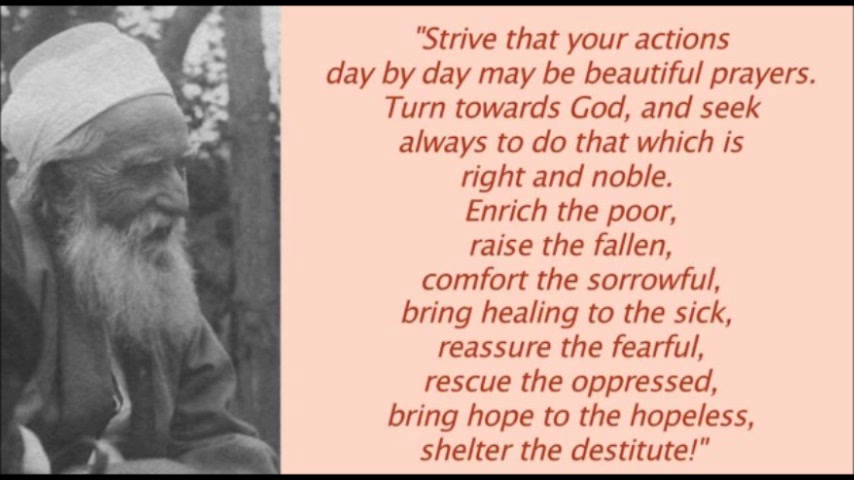 "Strive that your actions
day by day may be beautiful prayers.
Turn towards God, and seek
always to do that which is
right and noble.
Enrich the poor,
raise the fallen,
comfort the sorrowful,
bring healing to the sick,
reassure the fearful,
rescue the oppressed,
bring hope to the hopeless,
shelter the destitute!"